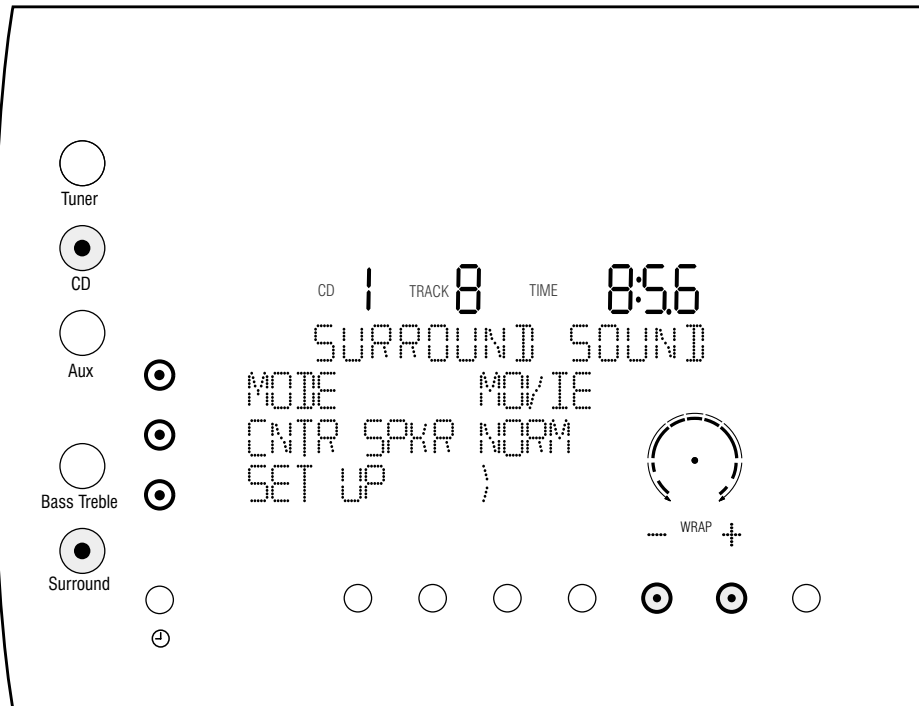 Tuner
CD
CD 1 TRACK 8 TIME 8:5.6
SURROUND SOUND
Aux
MODE MOVIE
CNTR SPKR NORM
SET UP )
Bass Treble
- WRAP +
Surround